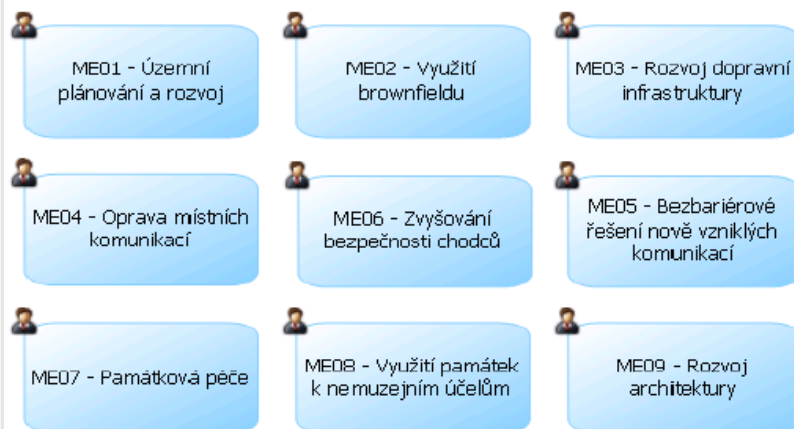 ME01 - Územní
plánování a rozvoj
ME02 - Využití
brownfieldu
ME03 - Rozvoj dopravní
infrastruktury
ME04 - Oprava místních
komunikací
ME06 - Zvyšování
bezpečnosti chodců
ME05 - Bezbariérové
řešení nově vzniklých
komunikací
ME07 - Památková péče
ME08 - Využití památek
k nemuzejním účelům
ME09 - Rozvoj
architektury